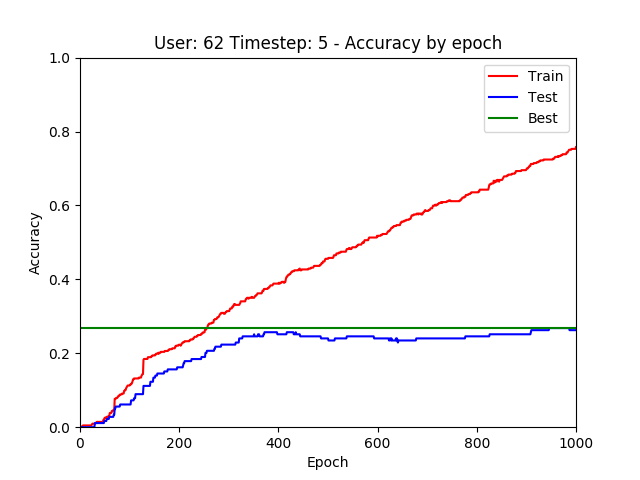 User: 62 Timestep: 5 - Accuracy by epoch
1.0
0.8
0.6
0.4
0.2
0.0
Accuracy
Train
Test
Best
0 200 400 600 800 1000
Epoch